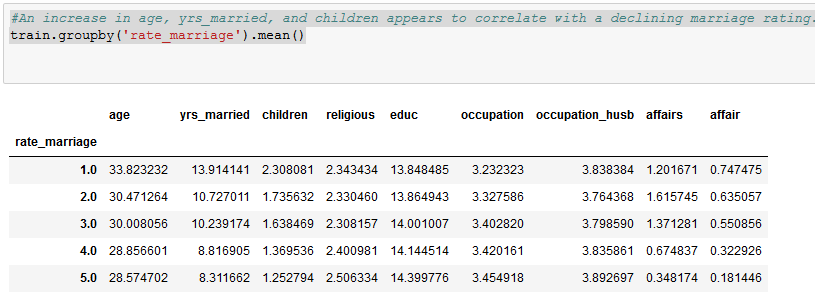 #An increase in age, yrs_married, and children appears to correlate with a declining marriage rating.
train.groupby('rate_marriage').mean()
age yrs_married children religious educ occupation occupation_husb affairs affair
rate_marriage
1.0 33.823232 13.914141 2.308081 2.343434 13.848485 3.232323 3.838384 1.201671 0.747475
2.0 30.471264 10.727011 1.735632 2.330460 13.864943 3.327586 3.764368 1.615745 0.635057
3.0 30.008056 10.239174 1.638469 2.308157 14.001007 3.402820 3.798590 1.371281 0.550856
4.0 28.856601 8.816905 1.369536 2.400981 14.144514 3.420161 3.835861 0.674837 0.322926
5.0 28.574702 8.311662 1.252794 2.506334 14.399776 3.454918 3.892697 0.348174 0.181446